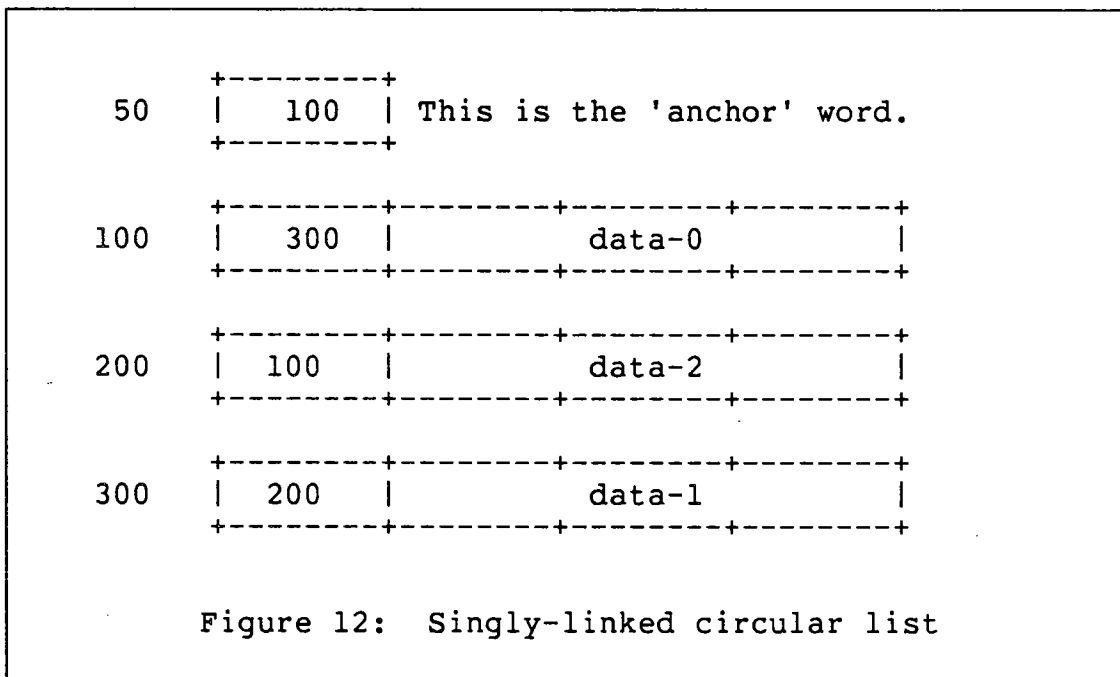 +--------+
50 | 100 | This is the 'anchor' word.
+--------+
+--------+--------+--------+--------+
100 | 300 | data-0 |
+--------+--------+--------+--------+
+--------+--------+--------+--------+
200 | 100 | data-2 |
+--------+--------+--------+--------+
+--------+--------+--------+--------+
300 | 200 | data-1 |
+--------+--------+--------+--------+
Figure 12: Singly-linked circular list